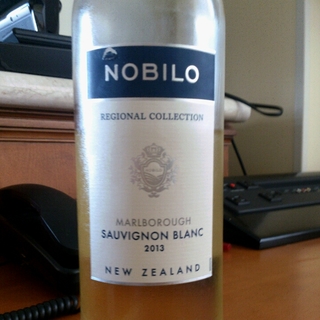 NOBILO
REGIONAL COLLECTION
MARLBOROUGH
SAUVIGNON BLANC
2013
NEW ZEALAND